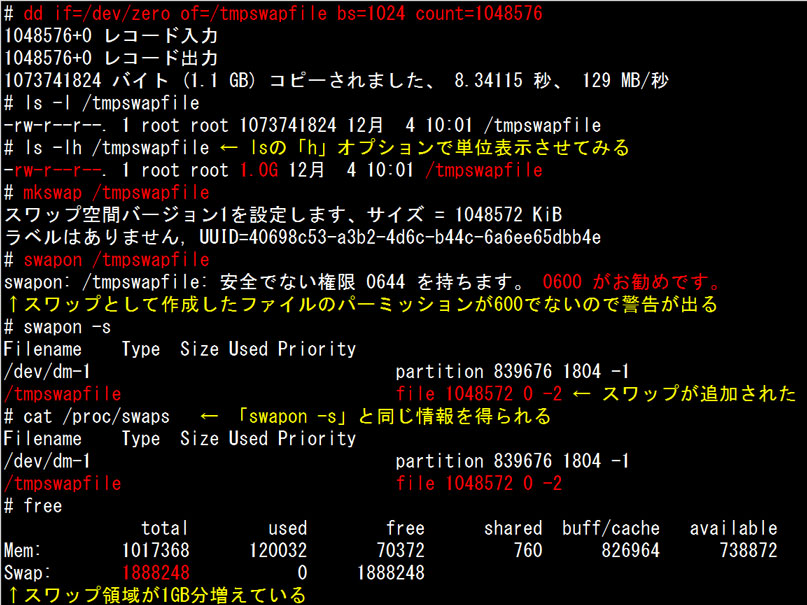 # dd if=/dev/zero of=/tmpswapfile bs=1024 count=1048576
1048576+0 レコード入力
1048576+0 レコード出力
1073741824 バイト (1.1 GB) コピーされました、 8.34115 秒、 129 MB/秒
# ls -l /tmpswapfile
-rw-r--r--. 1 root root 1073741824 12月  4 10:01 /tmpswapfile
# ls -lh /tmpswapfile ← lsの「h」オプションで単位表示させてみる
-rw-r--r--. 1 root root 1.0G 12月  4 10:01 /tmpswapfile
# mkswap /tmpswapfile
スワップ空間バージョン1を設定します、サイズ = 1048572 KiB
ラベルはありません, UUID=40698c53-a3b2-4d6c-b44c-6a6ee65dbb4e
# swapon /tmpswapfile
swapon: /tmpswapfile: 安全でない権限 0644 を持ちます。 0600 がお勧めです。
↑スワップとして作成したファイルのパーミッションが600でないので警告が出る
# swapon -s
Filename    Type  Size Used Priority
/dev/dm-1                               partition 839676 1804 -1
/tmpswapfile                            file 1048572 0 -2 ← スワップが追加された
# cat /proc/swaps   ← 「swapon -s」と同じ情報を得られる
Filename    Type  Size Used Priority
/dev/dm-1                               partition 839676 1804 -1
/tmpswapfile                            file 1048572 0 -2
# free
              total        used        free      shared  buff/cache   available
Mem:        1017368      120032       70372         760      826964      738872
Swap:       1888248           0     1888248
↑スワップ領域が1GB分増えている